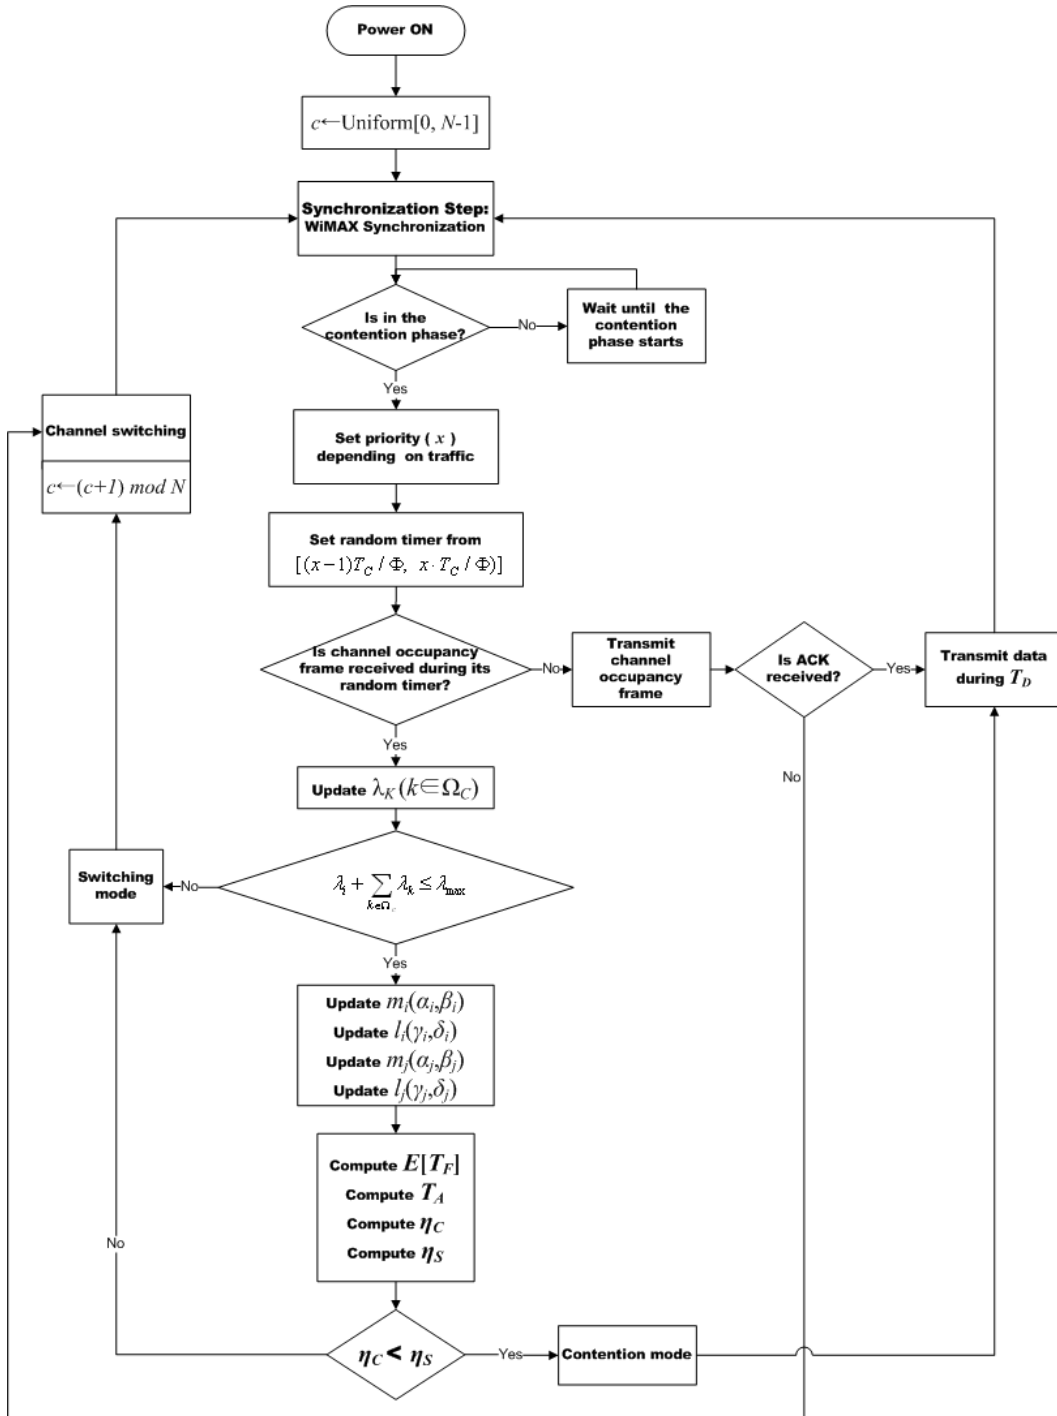 Power ON
c←Uniform[0, N-1]
Synchronization Step:
WiMAX Synchronization
Is in the
contention phase?
No
Wait until the
contention
phase starts
Yes
Channel switching
c←(c+1) mod N
Set priority ( x )
depending on traffic
Set random timer from
[(x−1)T_C / Φ, x· T_C / Φ)]
Is channel occupancy
frame received during its
random timer?
No
Transmit
channel
occupancy
frame
Is ACK
received?
Yes
Transmit data
during T_D
Yes
No
Update λ_K (k∈Ω_C)
Switching
mode
No
λ_i + ∑_{k∈Ω_c} λ_k ≤ λ_max
Yes
Update m_i(α_i,β_i)
Update l_i(γ_i,δ_i)
Update m_j(α_j,β_j)
Update l_j(γ_j,δ_j)
Compute E[T_F]
Compute T_A
Compute η_C
Compute η_S
No
η_C < η_S
Yes
Contention mode